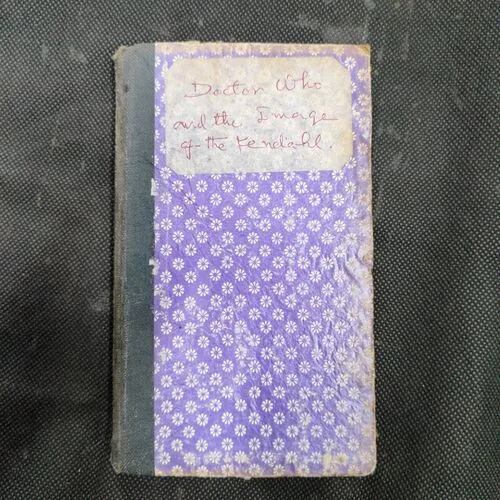 Doctor Who
and the Image
of the Fendahl.